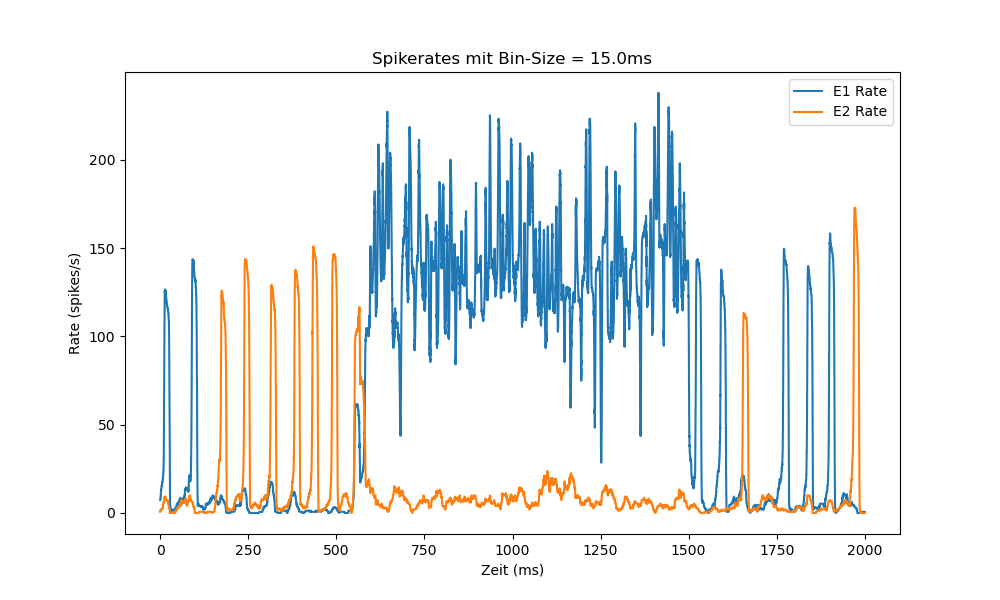 Spikerates mit Bin-Size = 15.0ms
E1 Rate
E2 Rate
Rate (spikes/s)
200
150
100
50
0
0 250 500 750 1000 1250 1500 1750 2000
Zeit (ms)